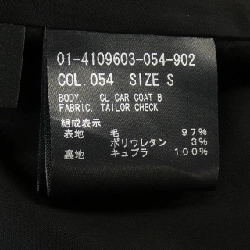 01-4109603-054-902
COL. 054 SIZE S
BODY. CL CAR COAT B
FABRIC. TAILOR CHECK
組成表示
表地 毛 97%
ポリウレタン 3%
裏地 キュプラ 100%